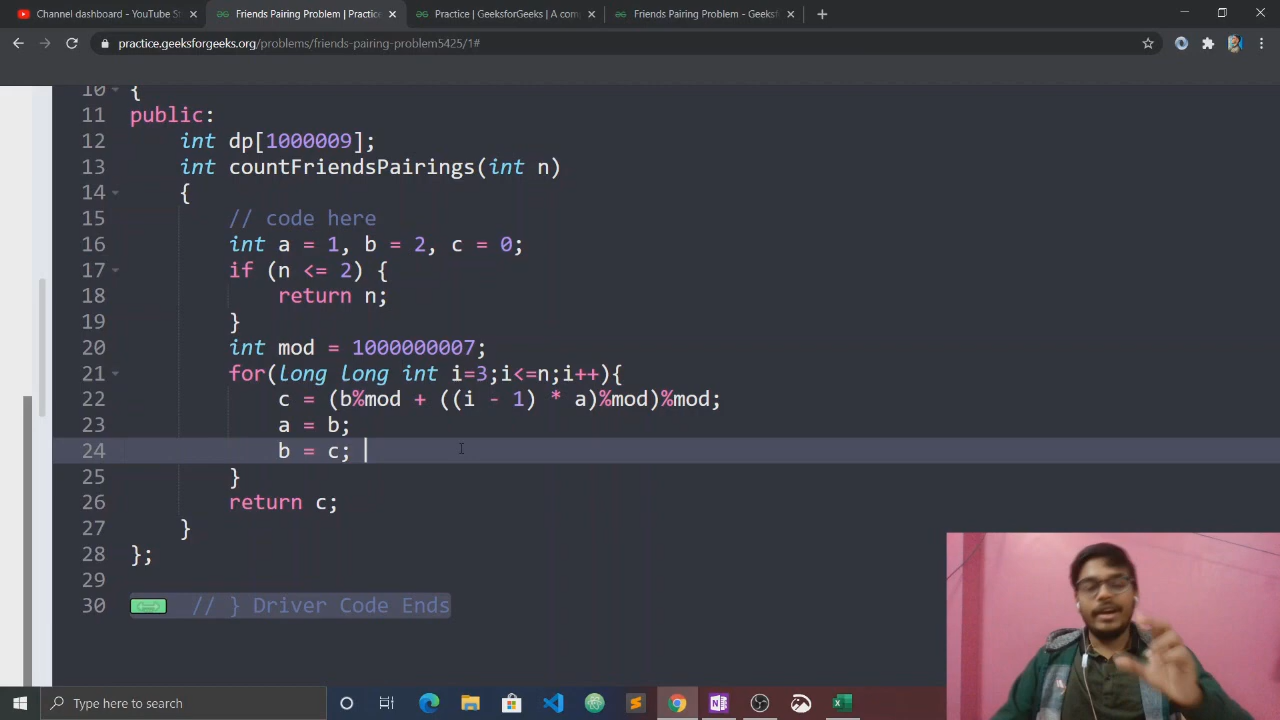 Channel dashboard - YouTube S
Friends Pairing Problem | Practice
Practice | GeeksforGeeks | A com
Friends Pairing Problem - Geeksf
practice.geeksforgeeks.org/problems/friends-pairing-problem5425/1#
10 {
11 public:
12 int dp[1000009];
13 int countFriendsPairings(int n)
14 {
15 // code here
16 int a = 1, b = 2, c = 0;
17 if (n <= 2) {
18 return n;
19 }
20 int mod = 1000000007;
21 for(long long int i=3;i<=n;i++){
22 c = (b%mod + ((i - 1) * a)%mod)%mod;
23 a = b;
24 b = c;
25 }
26 return c;
27 }
28 };
29
30 // } Driver Code Ends
Type here to search